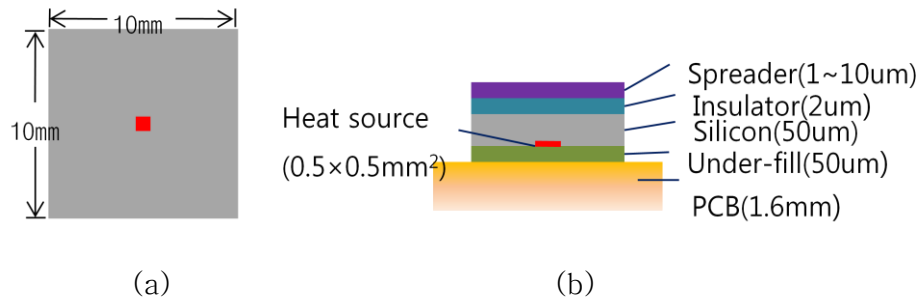 10mm
10mm
(a)
Heat source
(0.5×0.5mm²)
Spreader(1~10um)
Insulator(2um)
Silicon(50um)
Under-fill(50um)
PCB(1.6mm)
(b)